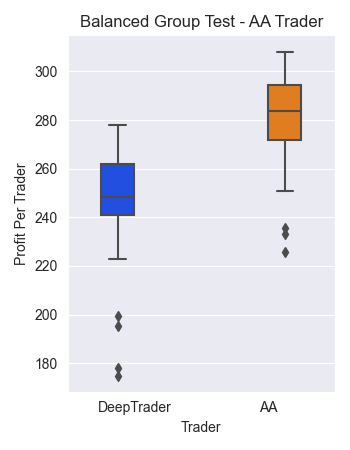 Balanced Group Test - AA Trader
Profit Per Trader
300
280
260
240
220
200
180
DeepTrader AA
Trader